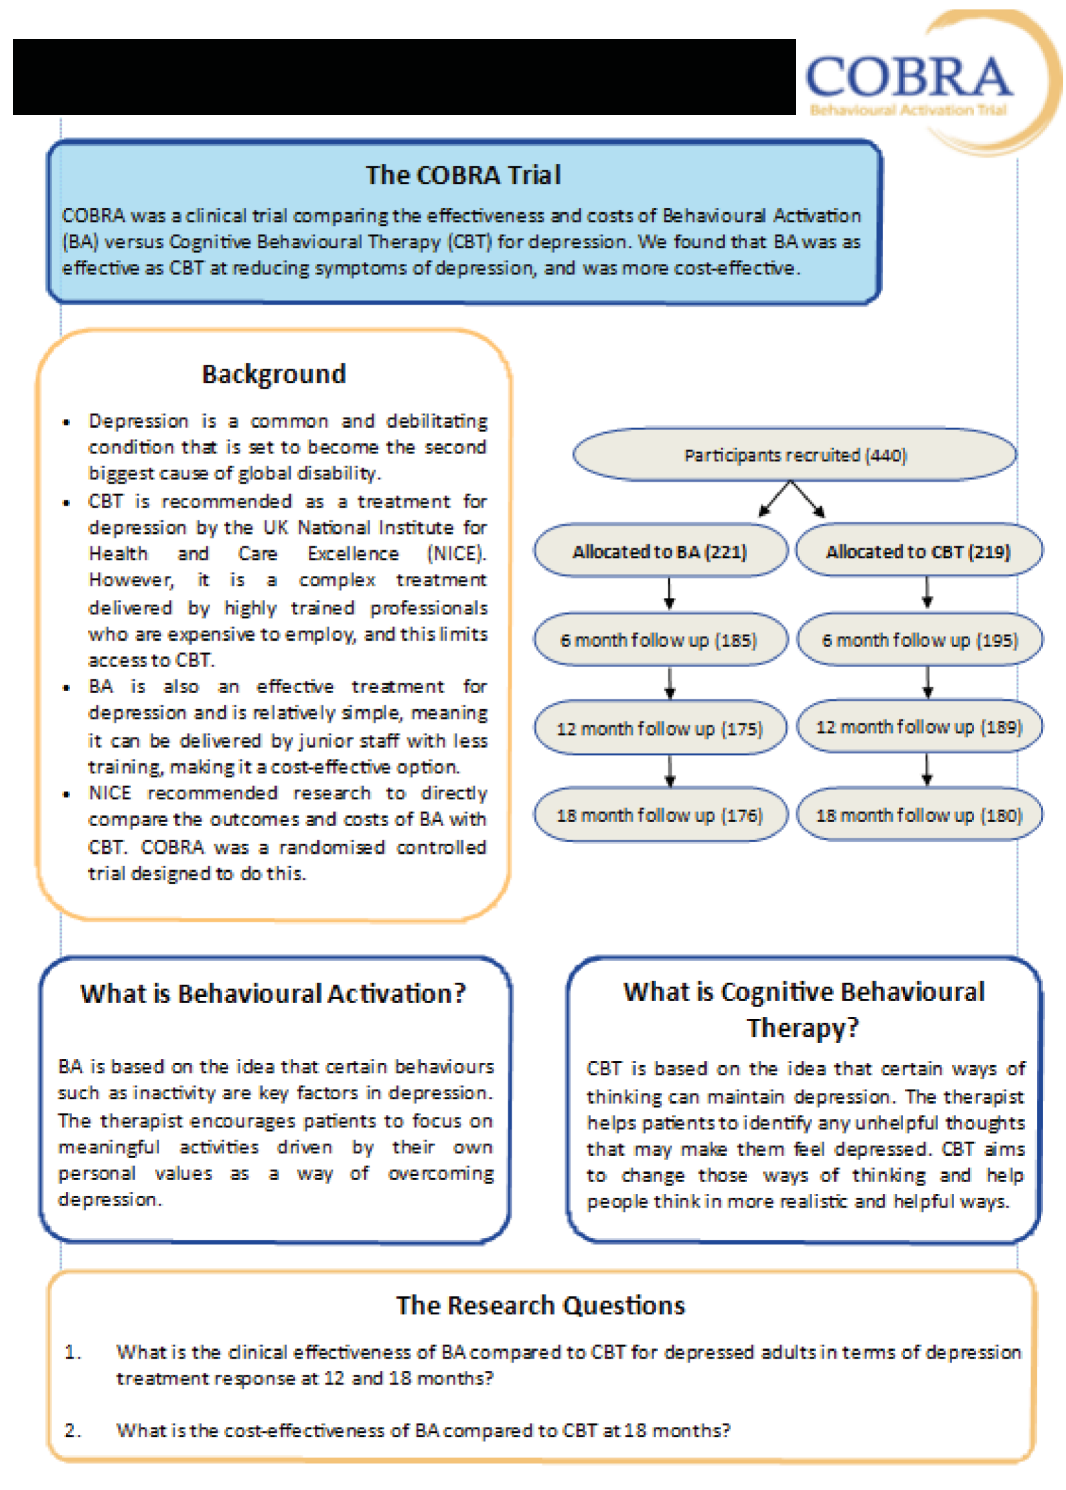 COBRA
Behavioural Activation Trial
The COBRA Trial
COBRA was a clinical trial comparing the effectiveness and costs of Behavioural Activation
(BA) versus Cognitive Behavioural Therapy (CBT) for depression. We found that BA was as
effective as CBT at reducing symptoms of depression, and was more cost-effective.
Background
• Depression is a common and debilitating
condition that is set to become the second
biggest cause of global disability.
• CBT is recommended as a treatment for
depression by the UK National Institute for
Health and Care Excellence (NICE).
However, it is a complex treatment
delivered by highly trained professionals
who are expensive to employ, and this limits
access to CBT.
• BA is also an effective treatment for
depression and is relatively simple, meaning
it can be delivered by junior staff with less
training, making it a cost-effective option.
• NICE recommended research to directly
compare the outcomes and costs of BA with
CBT. COBRA was a randomised controlled
trial designed to do this.
Participants recruited (440)
Allocated to BA (221)
Allocated to CBT (219)
6 month follow up (185)
6 month follow up (195)
12 month follow up (175)
12 month follow up (189)
18 month follow up (176)
18 month follow up (180)
What is Behavioural Activation?
BA is based on the idea that certain behaviours
such as inactivity are key factors in depression.
The therapist encourages patients to focus on
meaningful activities driven by their own
personal values as a way of overcoming
depression.
What is Cognitive Behavioural
Therapy?
CBT is based on the idea that certain ways of
thinking can maintain depression. The therapist
helps patients to identify any unhelpful thoughts
that may make them feel depressed. CBT aims
to change those ways of thinking and help
people think in more realistic and helpful ways.
The Research Questions
1. What is the clinical effectiveness of BA compared to CBT for depressed adults in terms of depression
treatment response at 12 and 18 months?
2. What is the cost-effectiveness of BA compared to CBT at 18 months?